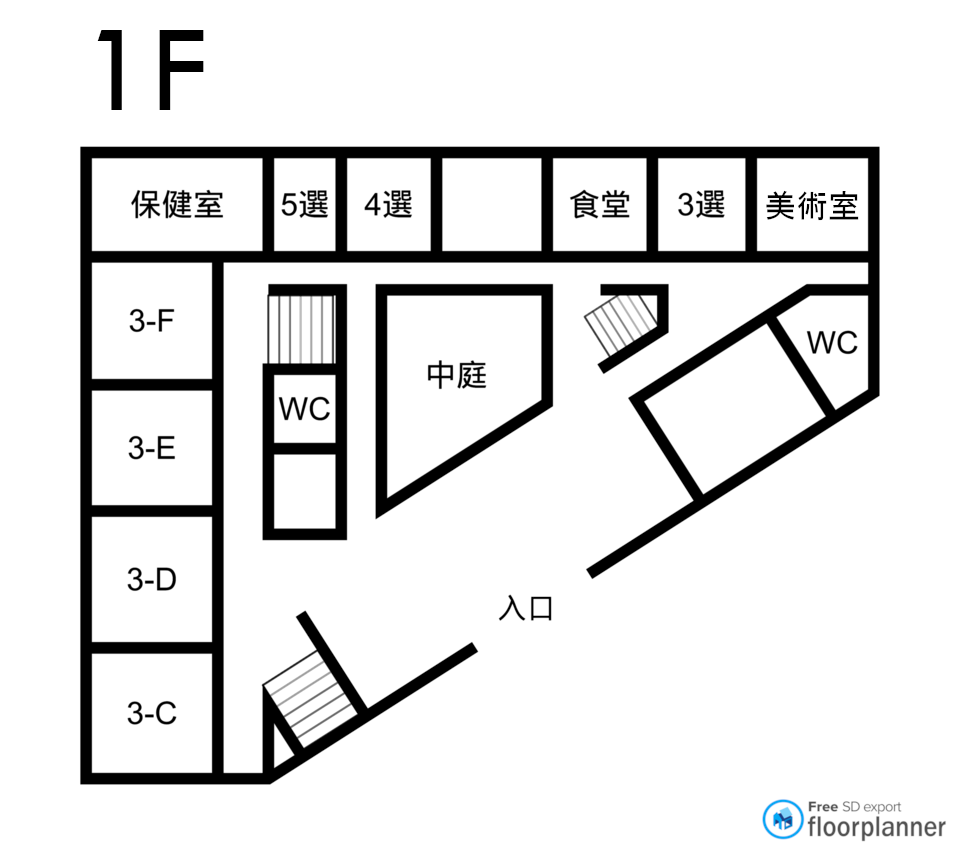 1F
保健室
5選
4選
食堂
3選
美術室
3-F
中庭
WC
WC
3-E
3-D
入口
3-C
Free SD export
floorplanner